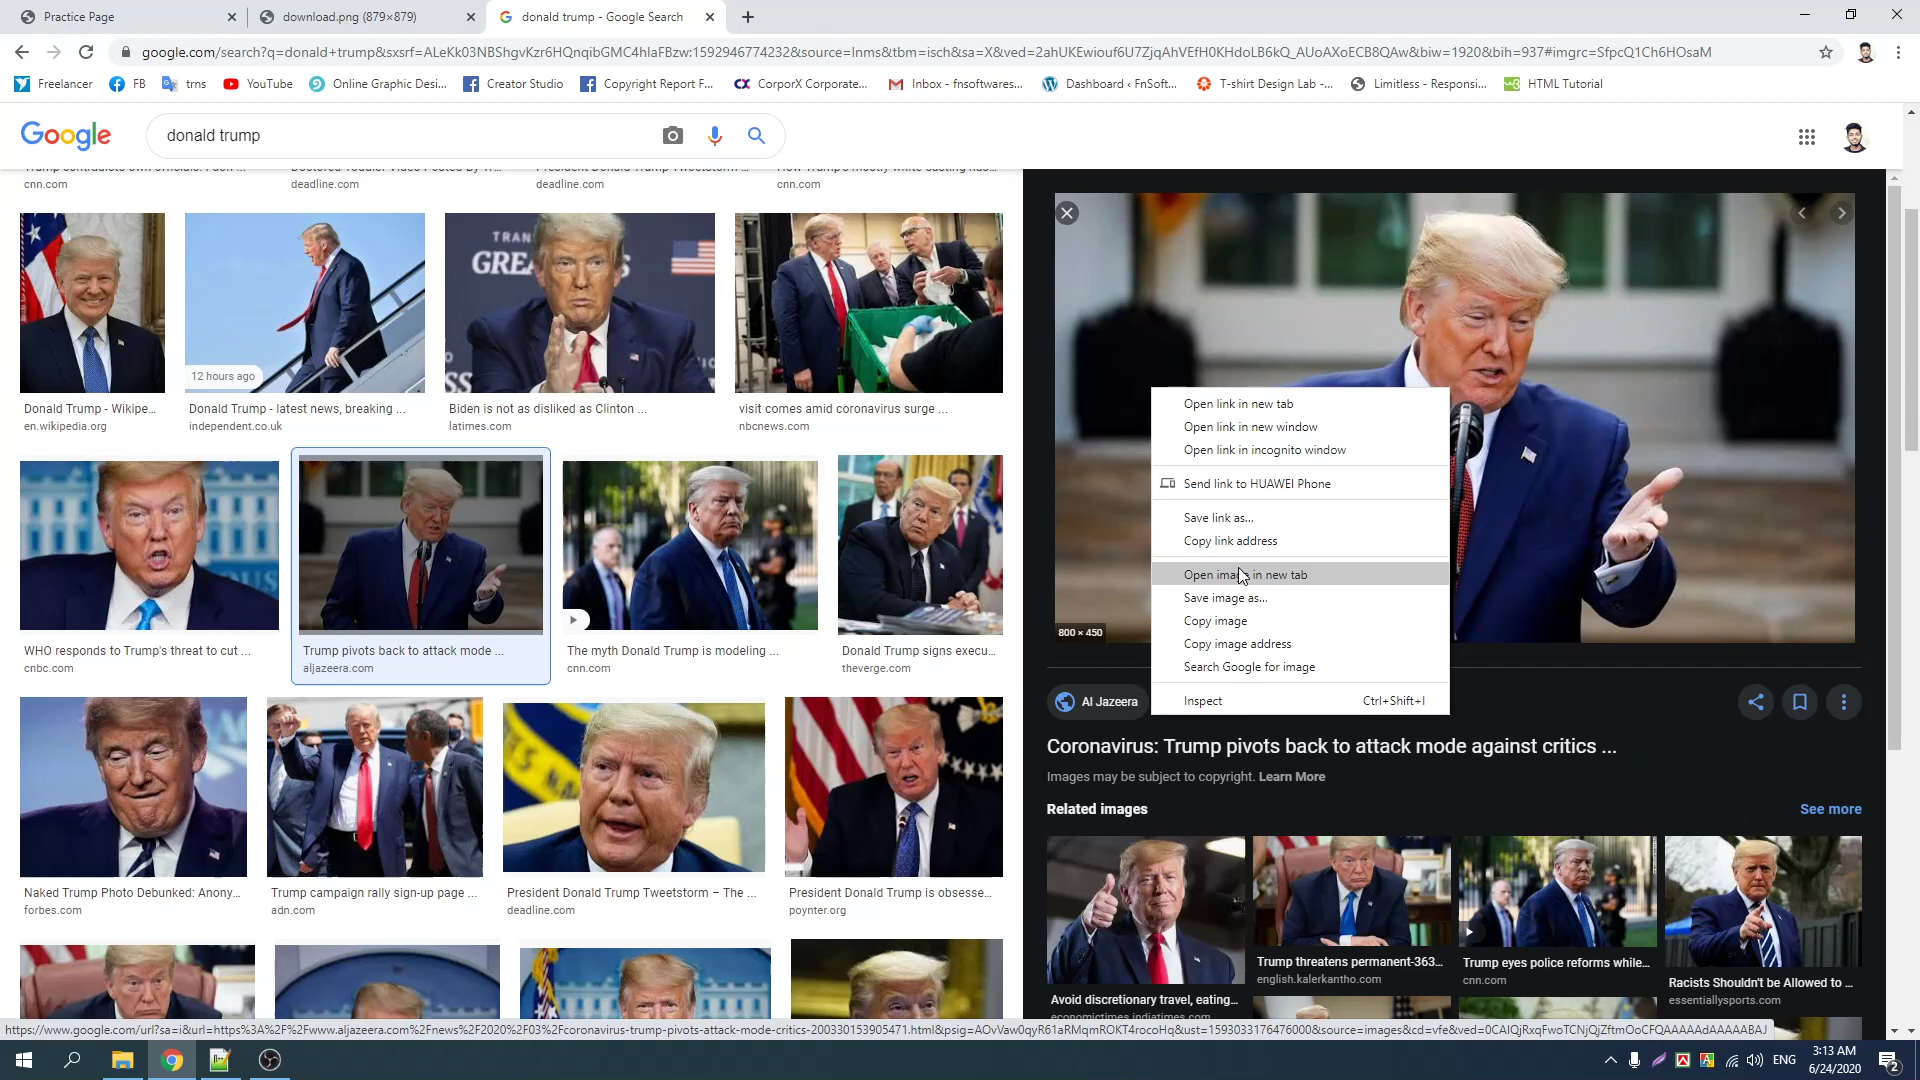 Practice Page
download.png (879×879)
donald trump - Google Search
google.com/search?q=donald+trump&sxsrf=ALeKk03NBShgvKzr6HQnqibGMC4hIaFBzw:1592946774232&source=lnms&tbm=isch&sa=X&ved=2ahUKEwiouf6U7ZjqAhVEfH0KHdoLB6kQ_AUoAXoECB8QAw&biw=1920&bih=937#imgrc=SfpcQ1Ch6HOsaM
Freelancer
FB
trns
YouTube
Online Graphic Desi...
Creator Studio
Copyright Report F...
CX CorporX Corporate...
Inbox - fnsoftwares...
Dashboard ‹ FnSoft...
T-shirt Design Lab -...
Limitless - Responsi...
HTML Tutorial
Google
donald trump
cnn.com
deadline.com
deadline.com
cnn.com
TRAN
GREA
S
SS
12 hours ago
Donald Trump - Wikipe...
en.wikipedia.org
Donald Trump - latest news, breaking ...
independent.co.uk
Biden is not as disliked as Clinton ...
latimes.com
visit comes amid coronavirus surge ...
nbcnews.com
WHO responds to Trump's threat to cut ...
cnbc.com
Trump pivots back to attack mode ...
aljazeera.com
The myth Donald Trump is modeling ...
cnn.com
Donald Trump signs execu...
theverge.com
Naked Trump Photo Debunked: Anony...
forbes.com
Trump campaign rally sign-up page ...
adn.com
President Donald Trump Tweetstorm – The ...
deadline.com
President Donald Trump is obsesse...
poynter.org
Open link in new tab
Open link in new window
Open link in incognito window
Send link to HUAWEI Phone
Save link as...
Copy link address
Open image in new tab
Save image as...
Copy image
Copy image address
Search Google for image
Inspect Ctrl+Shift+I
800 × 450
Al Jazeera
Coronavirus: Trump pivots back to attack mode against critics ...
Images may be subject to copyright. Learn More
Related images
See more
Avoid discretionary travel, eating...
economictimes.indiatimes.com
Trump threatens permanent-363...
english.kalerkantho.com
Trump eyes police reforms while...
cnn.com
Racists Shouldn't be Allowed to ...
essentiallysports.com
https://www.google.com/url?sa=i&url=https%3A%2F%2Fwww.aljazeera.com%2Fnews%2F2020%2F03%2Fcoronavirus-trump-pivots-attack-mode-critics-200330153905471.html&psig=AOvVaw0qyR61aRMqmROKT4rocoHq&ust=1593033176476000&source=images&cd=vfe&ved=0CAIQjRxqFwoTCNjQjZftmOoCFQAAAAAdAAAAABAJ
ENG
3:13 AM
6/24/2020
2